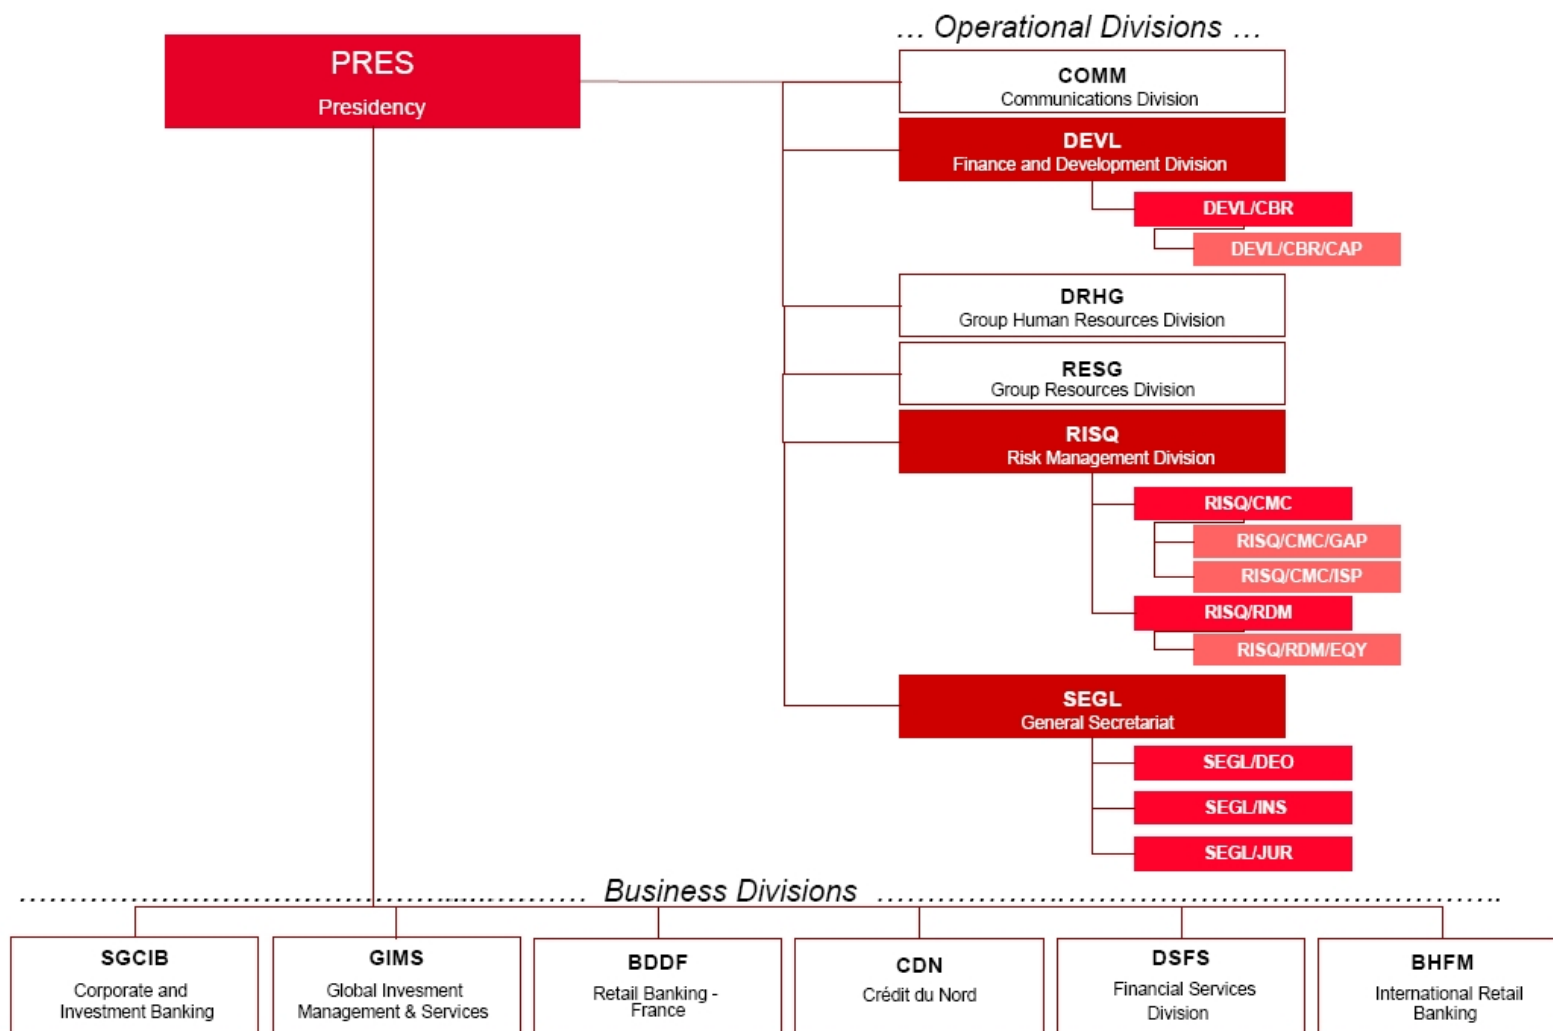 ... Operational Divisions ...
PRES
Presidency
COMM
Communications Division
DEVL
Finance and Development Division
DEVL/CBR
DEVL/CBR/CAP
DRHG
Group Human Resources Division
RESG
Group Resources Division
RISQ
Risk Management Division
RISQ/CMC
RISQ/CMC/GAP
RISQ/CMC/ISP
RISQ/RDM
RISQ/RDM/EQY
SEGL
General Secretariat
SEGL/DEO
SEGL/INS
SEGL/JUR
Business Divisions
SGCIB
Corporate and
Investment Banking
GIMS
Global Invesment
Management & Services
BDDF
Retail Banking -
France
CDN
Crédit du Nord
DSFS
Financial Services
Division
BHFM
International Retail
Banking